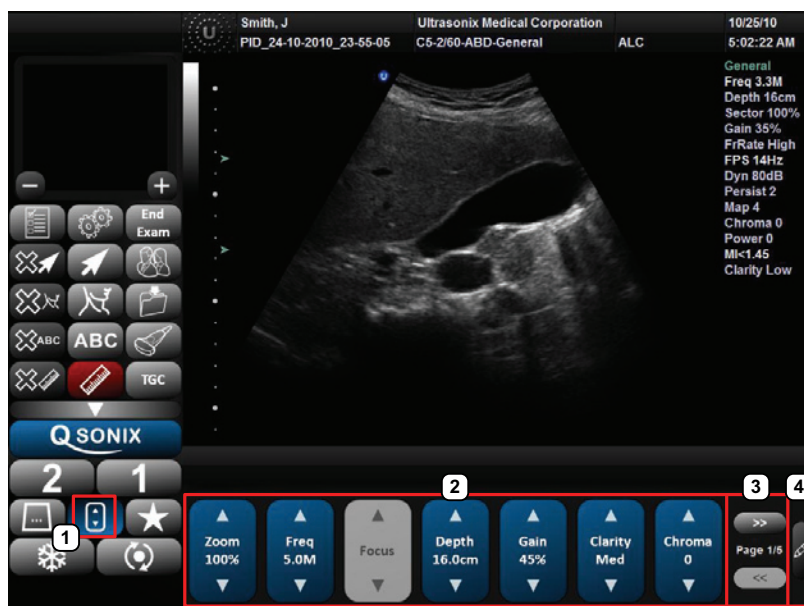 Smith, J
Ultrasonix Medical Corporation
10/25/10
PID_24-10-2010_23-55-05
C5-2/60-ABD-General
ALC
5:02:22 AM
U
General
Freq 3.3M
Depth 16cm
Sector 100%
Gain 35%
FrRate High
FPS 14Hz
Dyn 80dB
Persist 2
Map 4
Chroma 0
Power 0
MI<1.45
Clarity Low
End
Exam
ABC
ABC
TGC
Q SONIX
2
1
1
2
3
4
Zoom
100%
Freq
5.0M
Focus
Depth
16.0cm
Gain
45%
Clarity
Med
Chroma
0
>>
Page 1/5
<<